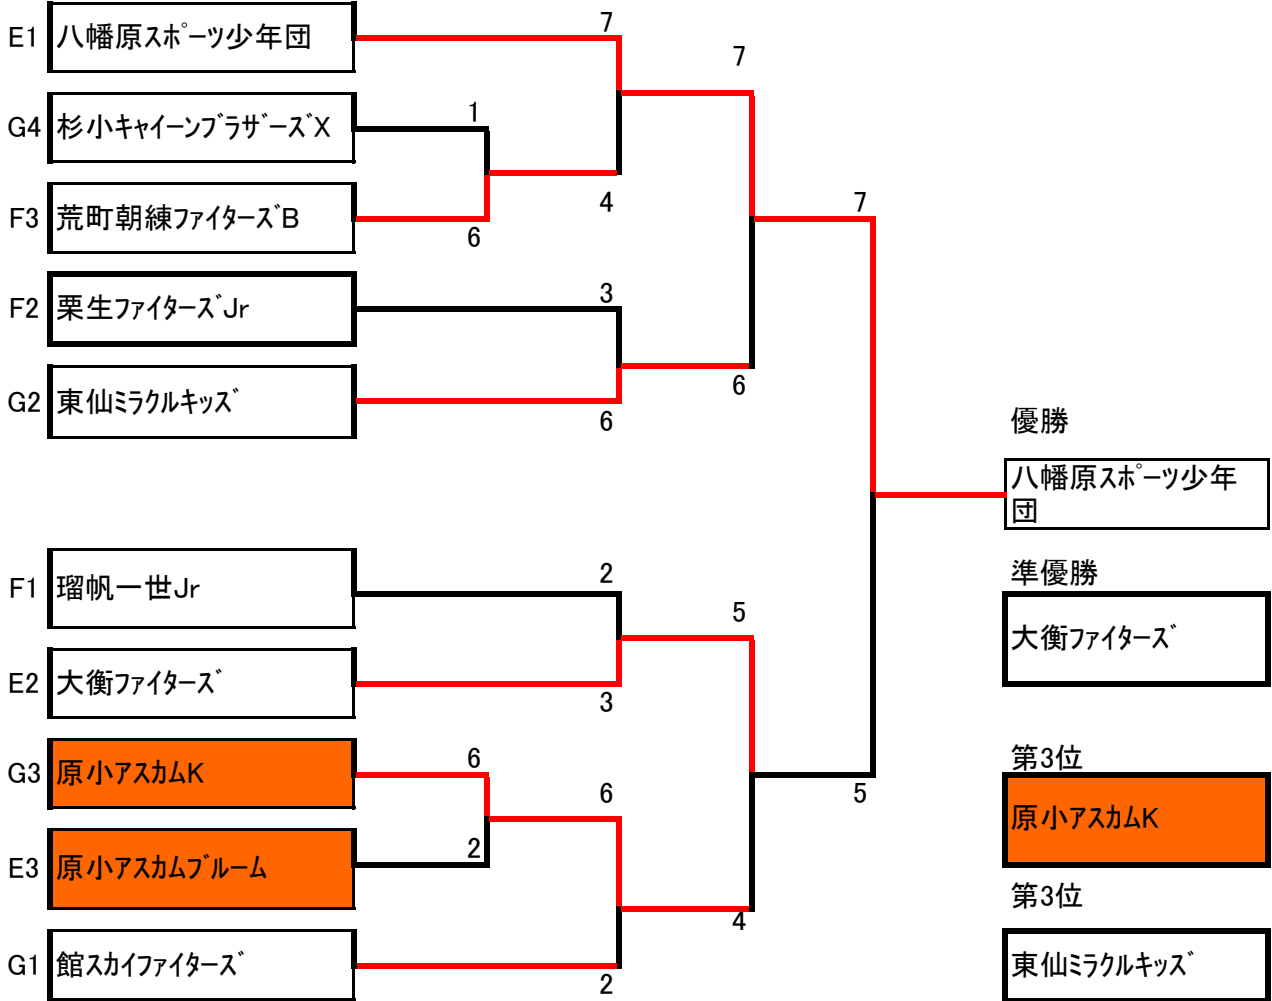 E1 八幡原スポーツ少年団
7
7
G4 杉小キャイーンブラザーズX
1
F3 荒町朝練ファイターズB
6
4
7
F2 栗生ファイターズJr
3
G2 東仙ミラクルキッズ
6
6
優勝
八幡原スポーツ少年
団
F1 瑠帆一世Jr
2
5
準優勝
大衡ファイターズ
E2 大衡ファイターズ
3
G3 原小アスカムK
6
6
5
第3位
原小アスカムK
E3 原小アスカムブルーム
2
4
第3位
G1 館スカイファイターズ
2
東仙ミラクルキッズ